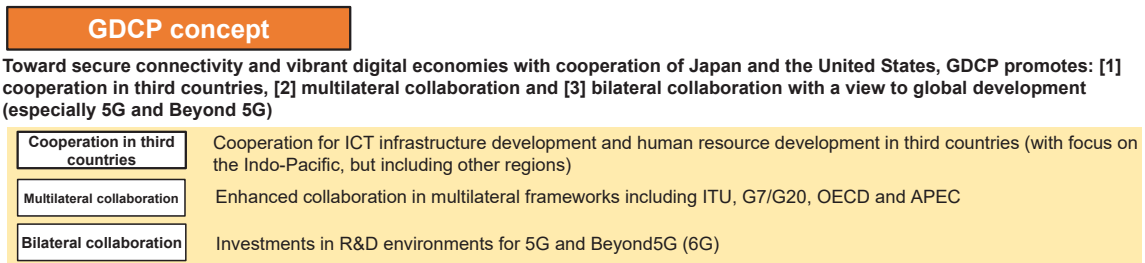 GDCP concept
Toward secure connectivity and vibrant digital economies with cooperation of Japan and the United States, GDCP promotes: [1]
cooperation in third countries, [2] multilateral collaboration and [3] bilateral collaboration with a view to global development
(especially 5G and Beyond 5G)
Cooperation in third
countries
Cooperation for ICT infrastructure development and human resource development in third countries (with focus on
the Indo-Pacific, but including other regions)
Multilateral collaboration
Enhanced collaboration in multilateral frameworks including ITU, G7/G20, OECD and APEC
Bilateral collaboration
Investments in R&D environments for 5G and Beyond5G (6G)